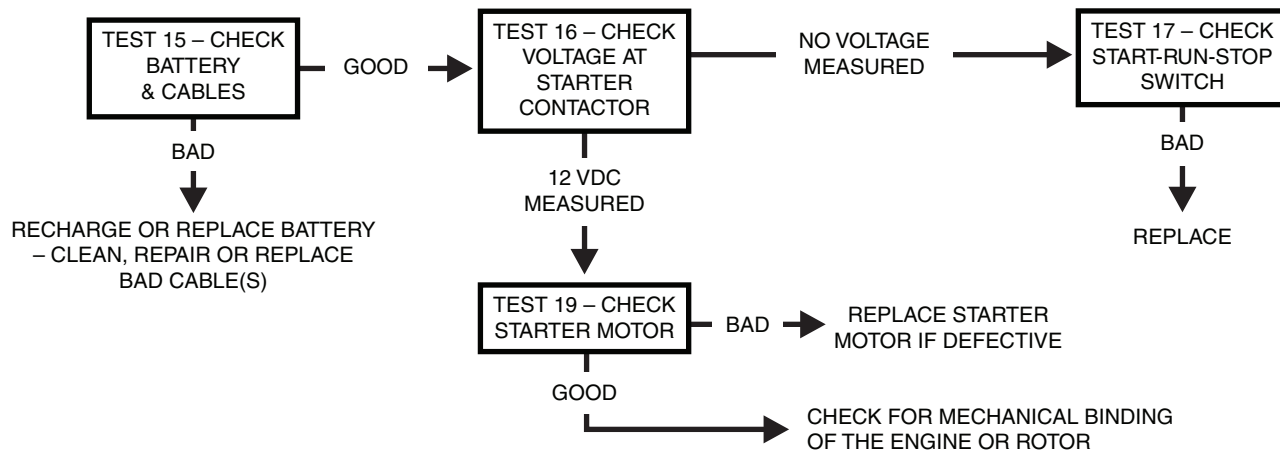 TEST 15 – CHECK
BATTERY
& CABLES
GOOD
TEST 16 – CHECK
VOLTAGE AT
STARTER
CONTACTOR
NO VOLTAGE
MEASURED
TEST 17 – CHECK
START-RUN-STOP
SWITCH
BAD
RECHARGE OR REPLACE BATTERY
– CLEAN, REPAIR OR REPLACE
BAD CABLE(S)
12 VDC
MEASURED
BAD
REPLACE
TEST 19 – CHECK
STARTER MOTOR
BAD
REPLACE STARTER
MOTOR IF DEFECTIVE
GOOD
CHECK FOR MECHANICAL BINDING
OF THE ENGINE OR ROTOR